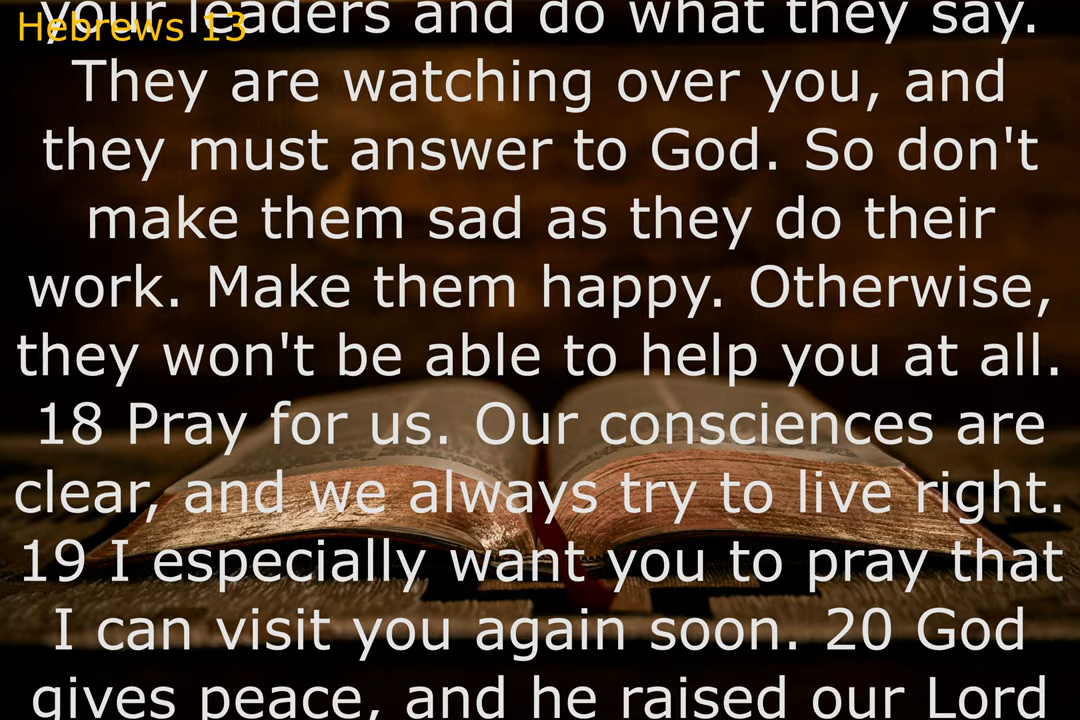 your leaders and do what they say.
Hebrews 13
They are watching over you, and
they must answer to God. So don't
make them sad as they do their
work. Make them happy. Otherwise,
they won't be able to help you at all.
18 Pray for us. Our consciences are
clear, and we always try to live right.
19 I especially want you to pray that
I can visit you again soon. 20 God
gives peace, and he raised our Lord